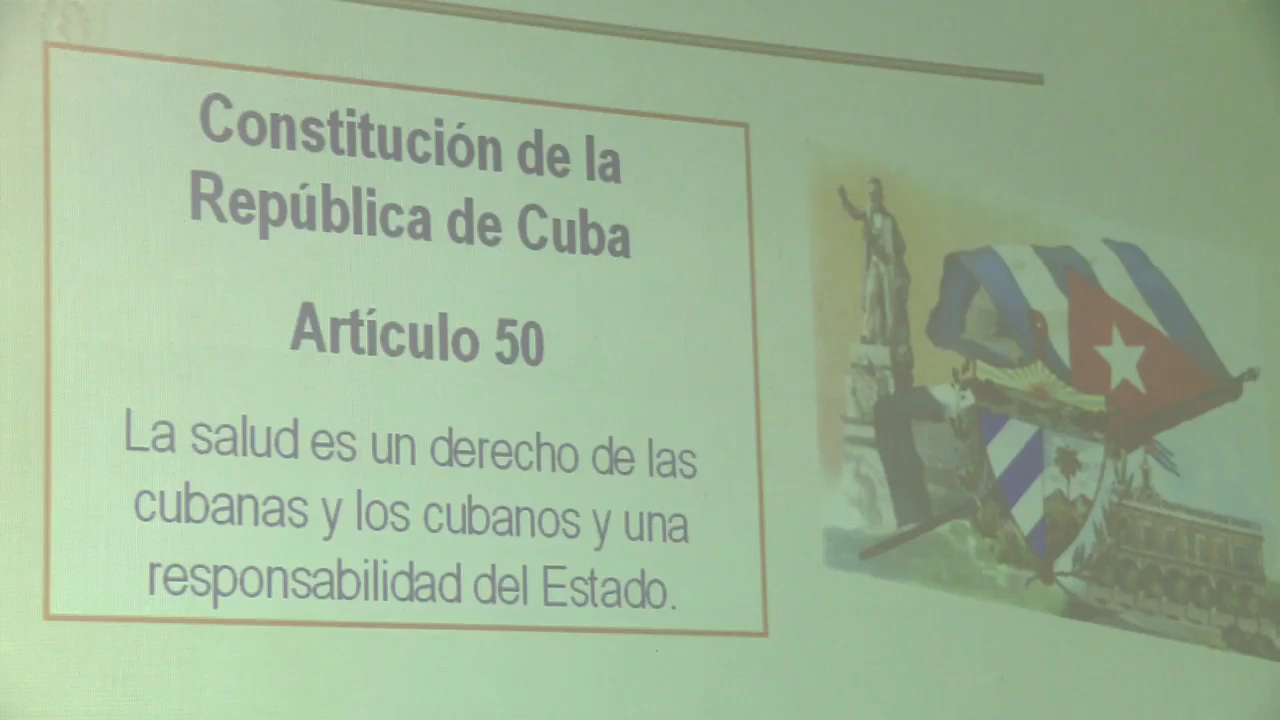 Constitución de la
República de Cuba
Artículo 50
La salud es un derecho de las
cubanas y los cubanos y una
responsabilidad del Estado.